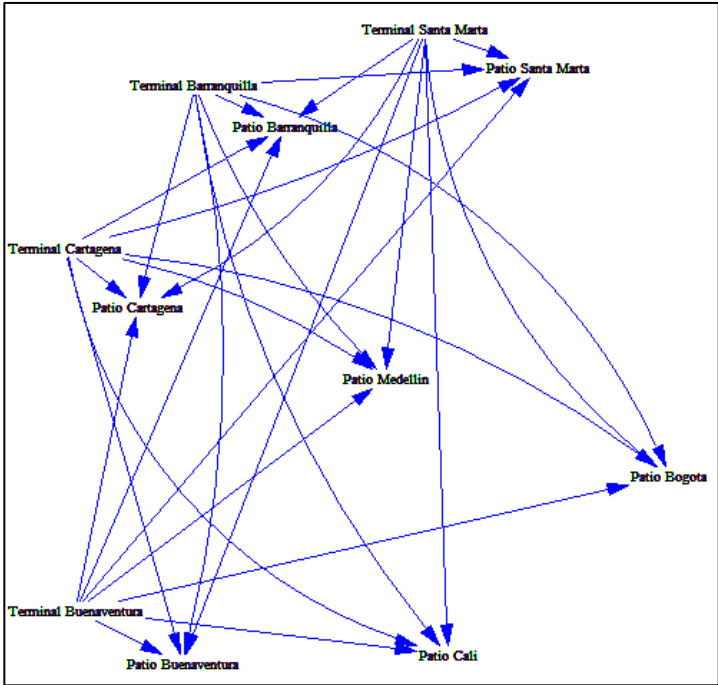 Terminal Santa Marta
Patio Santa Marta
Terminal Barranquilla
Patio Barranquilla
Terminal Cartagena
Patio Cartagena
Patio Medellin
Patio Bogota
Terminal Buenaventura
Patio Cali
Patio Buenaventura